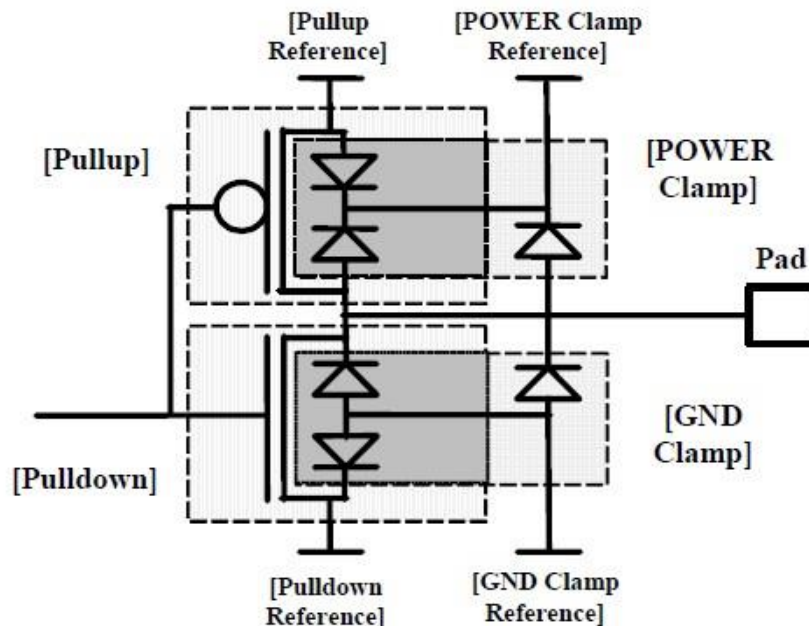 [Pullup
Reference]
[POWER Clamp
Reference]
[Pullup]
[POWER
Clamp]
Pad
[GND
Clamp]
[Pulldown]
[Pulldown
Reference]
[GND Clamp
Reference]